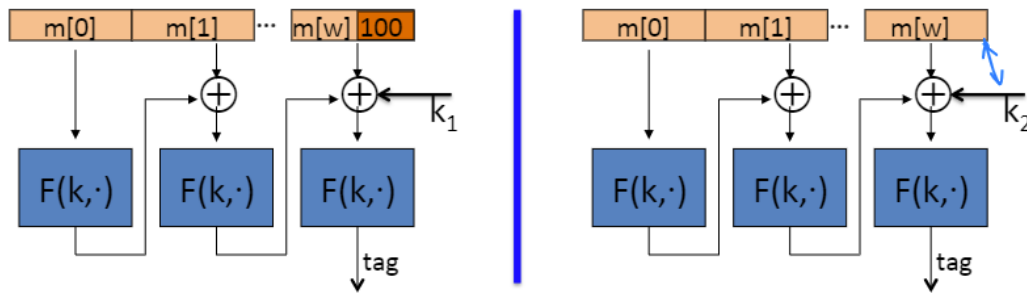 m[0] m[1] ... m[w] 100
k1
F(k,·) F(k,·) F(k,·)
tag
m[0] m[1] ... m[w]
k2
F(k,·) F(k,·) F(k,·)
tag